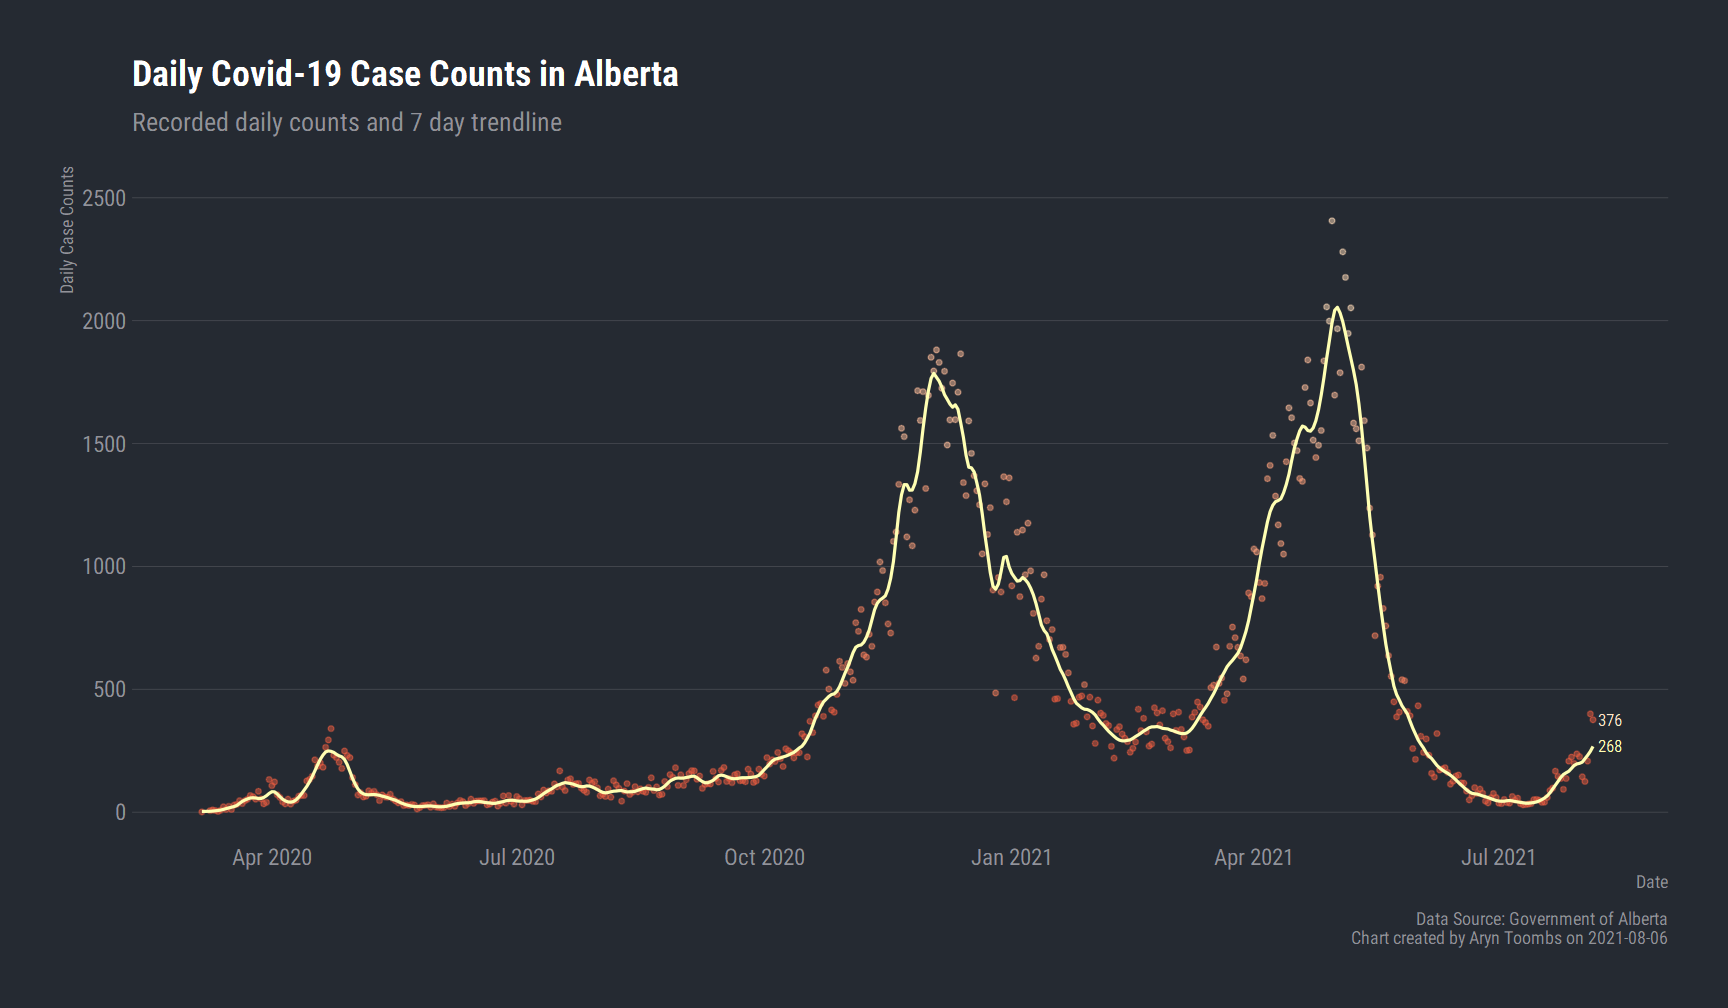 Daily Covid-19 Case Counts in Alberta
Recorded daily counts and 7 day trendline
Daily Case Counts
2500
2000
1500
1000
500
0
376
268
Apr 2020
Jul 2020
Oct 2020
Jan 2021
Apr 2021
Jul 2021
Date
Data Source: Government of Alberta
Chart created by Aryn Toombs on 2021-08-06